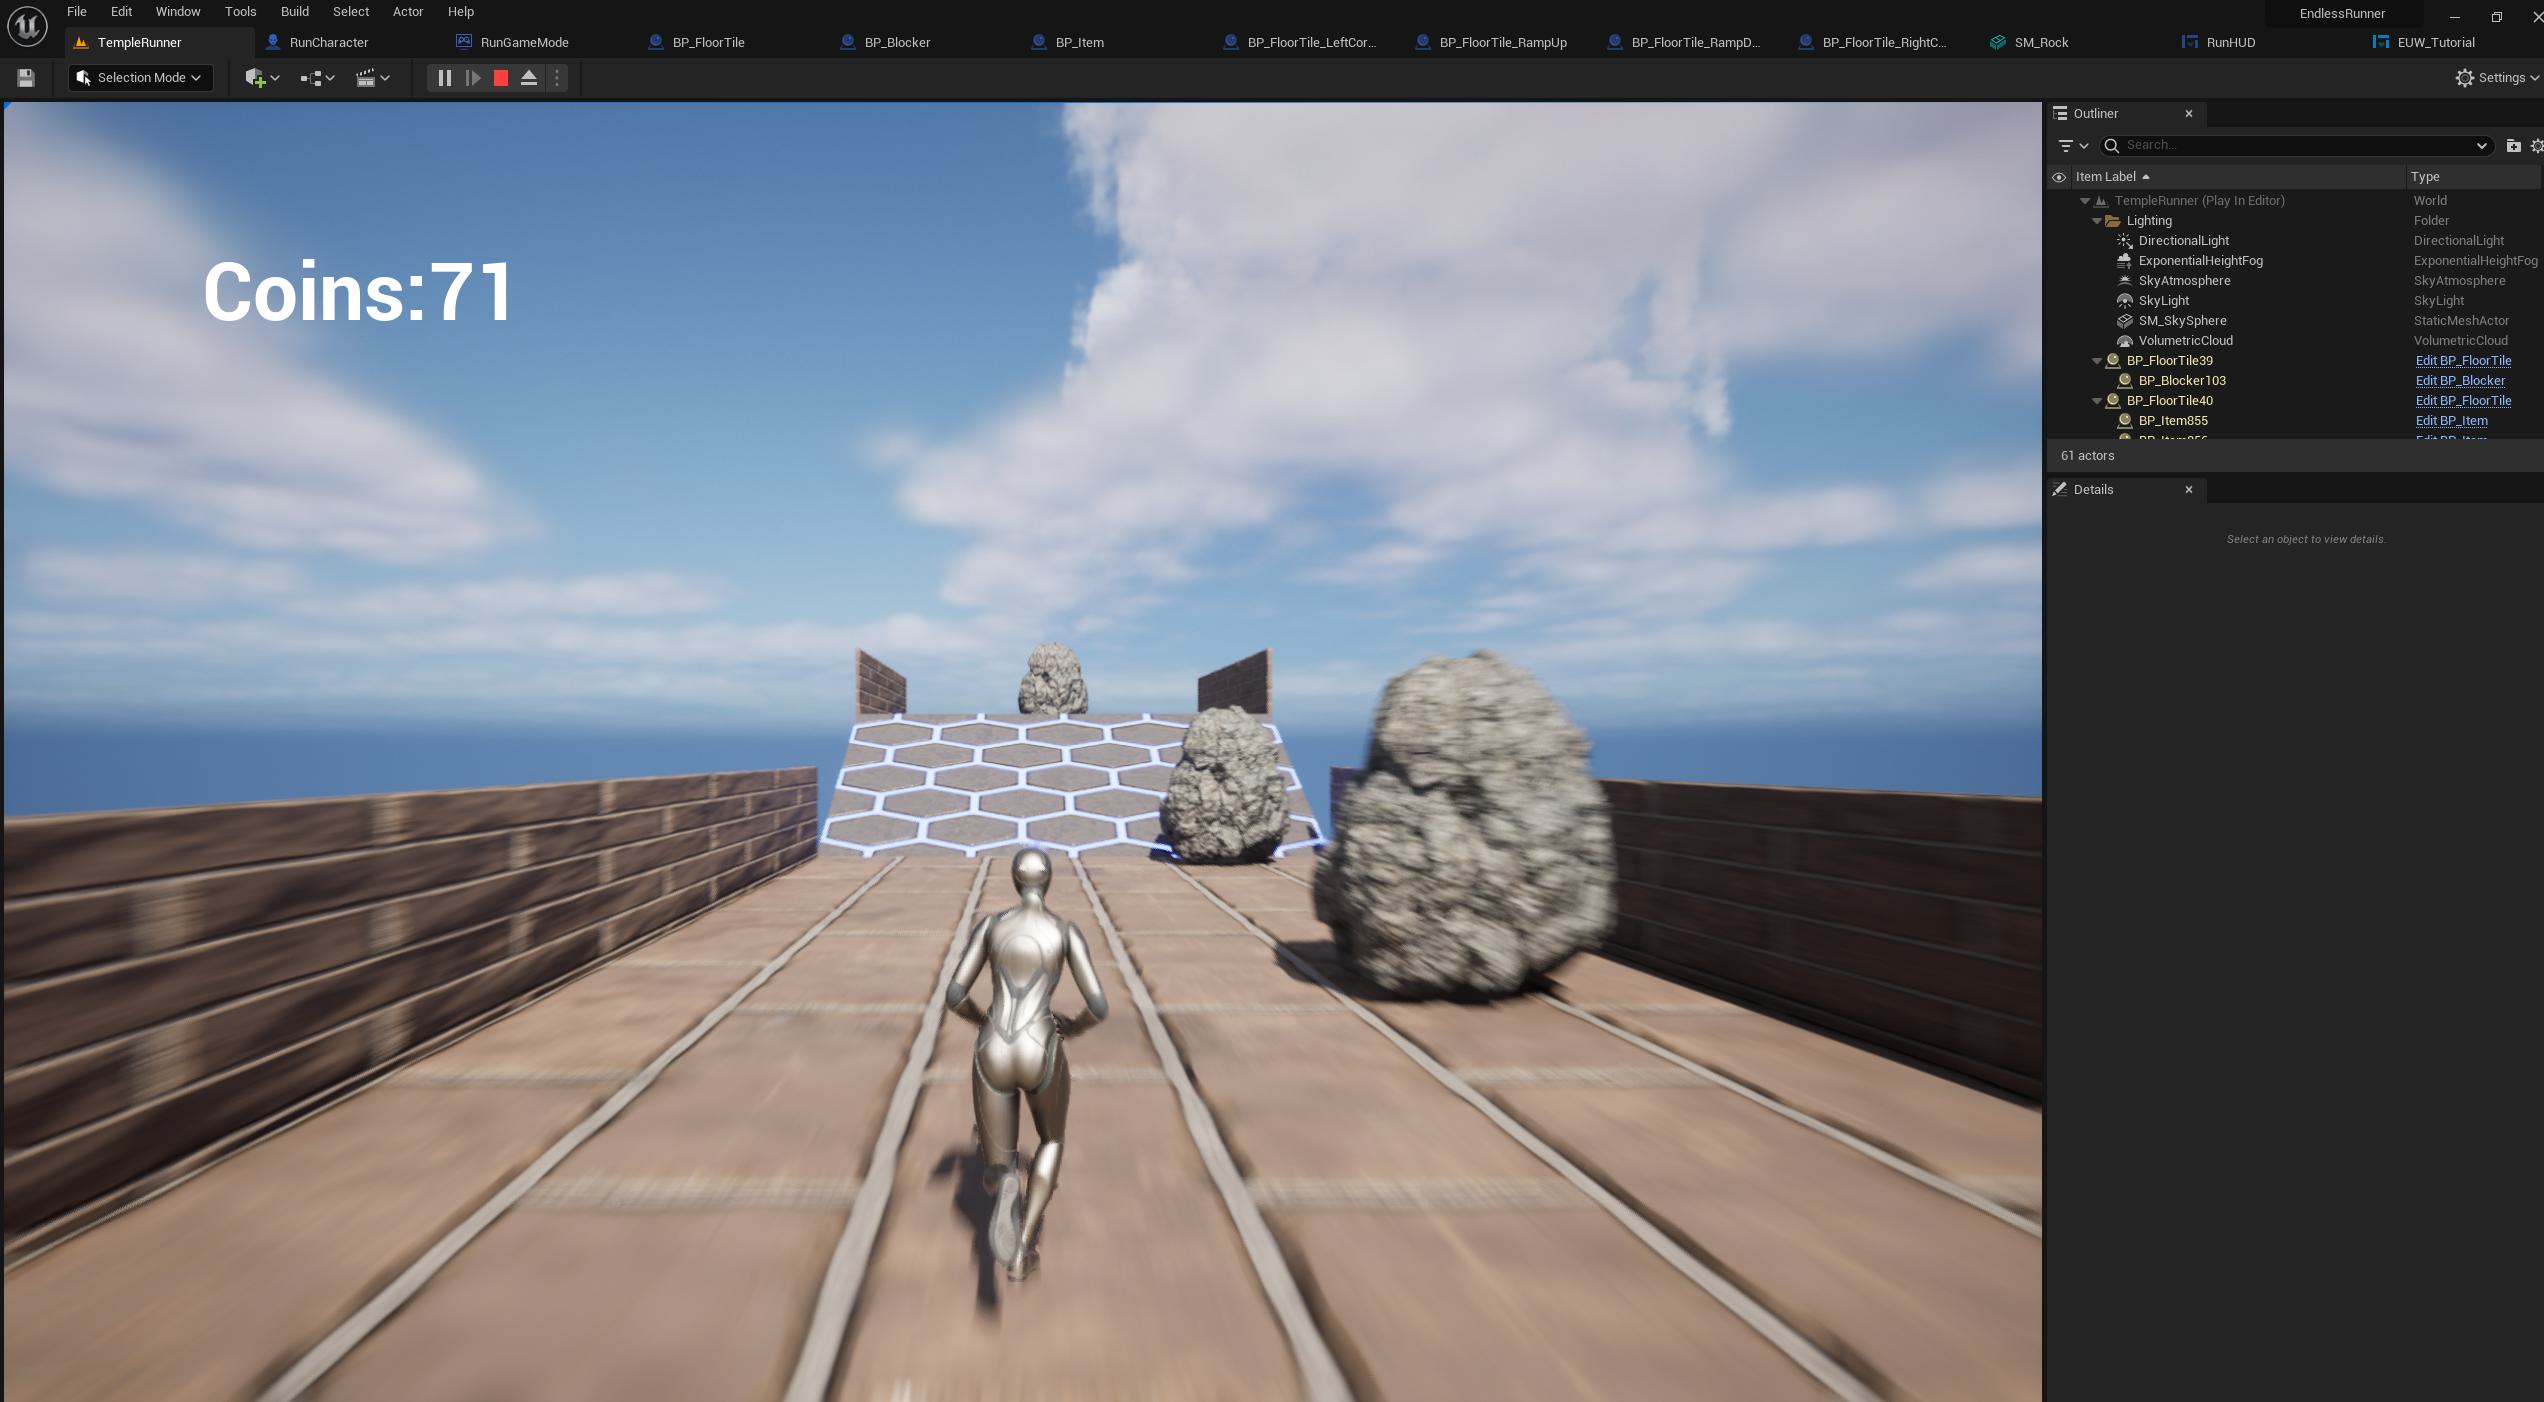 File Edit Window Tools Build Select Actor Help
EndlessRunner
TempleRunner RunCharacter RunGameMode BP_FloorTile BP_Blocker BP_Item BP_FloorTile_LeftCor... BP_FloorTile_RampUp BP_FloorTile_RampD... BP_FloorTile_RightC... SM_Rock RunHUD EUW_Tutorial
Selection Mode
Settings
Coins:71
Outliner
Search...
Item Label Type
TempleRunner (Play In Editor) World
Lighting Folder
DirectionalLight DirectionalLight
ExponentialHeightFog ExponentialHeightFog
SkyAtmosphere SkyAtmosphere
SkyLight SkyLight
SM_SkySphere StaticMeshActor
VolumetricCloud VolumetricCloud
BP_FloorTile39 Edit BP_FloorTile
BP_Blocker103 Edit BP_Blocker
BP_FloorTile40 Edit BP_FloorTile
BP_Item855 Edit BP_Item
61 actors
Details
Select an object to view details.